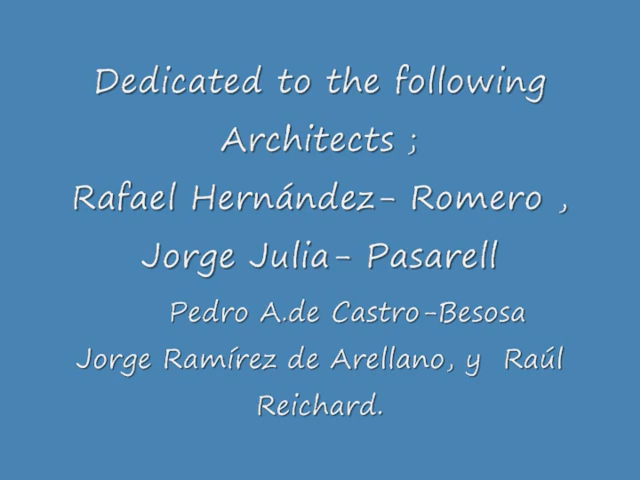 Dedicated to the following
Architects ;
Rafael Hernández- Romero ,
Jorge Julia- Pasarell
Pedro A.de Castro-Besosa
Jorge Ramírez de Arellano, y Raúl
Reichard.